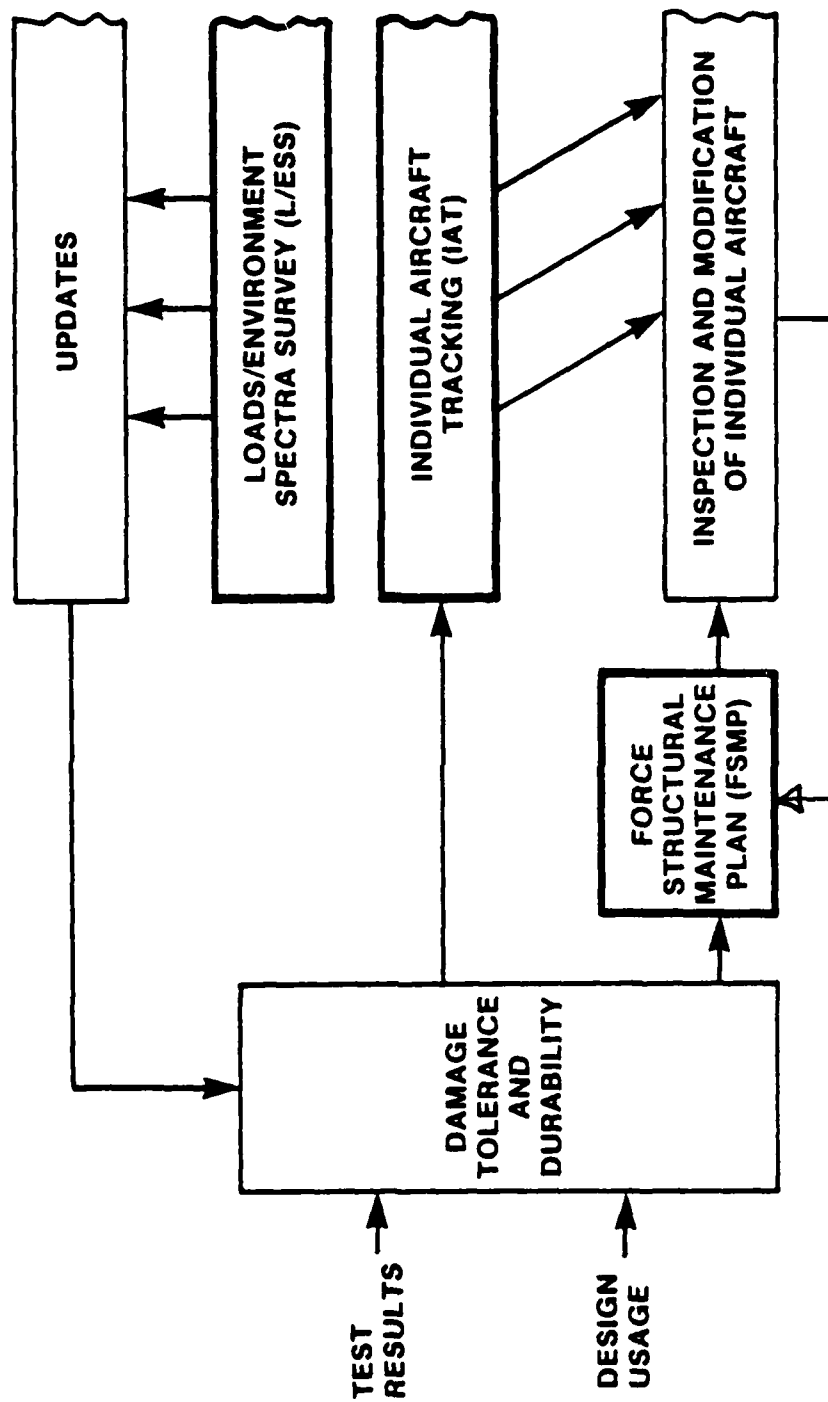 TEST
RESULTS
DESIGN
USAGE
DAMAGE
TOLERANCE
AND
DURABILITY
UPDATES
LOADS/ENVIRONMENT
SPECTRA SURVEY (L/ESS)
INDIVIDUAL AIRCRAFT
TRACKING (IAT)
FORCE
STRUCTURAL
MAINTENANCE
PLAN (FSMP)
INSPECTION AND MODIFICATION
OF INDIVIDUAL AIRCRAFT